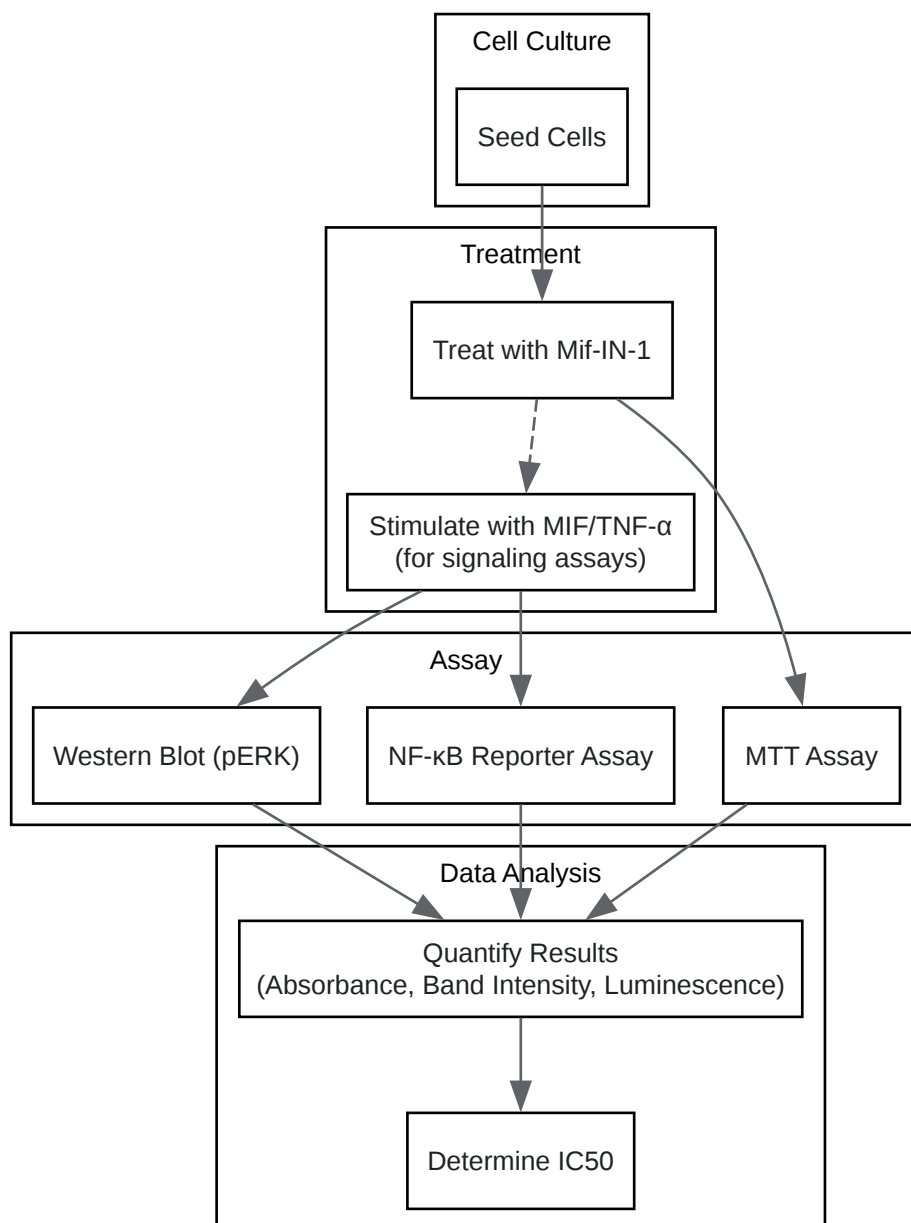 Cell Culture
Seed Cells
Treatment
Treat with Mif-IN-1
Stimulate with MIF/TNF-α
(for signaling assays)
Assay
Western Blot (pERK)
NF-κB Reporter Assay
MTT Assay
Data Analysis
Quantify Results
(Absorbance, Band Intensity, Luminescence)
Determine IC50